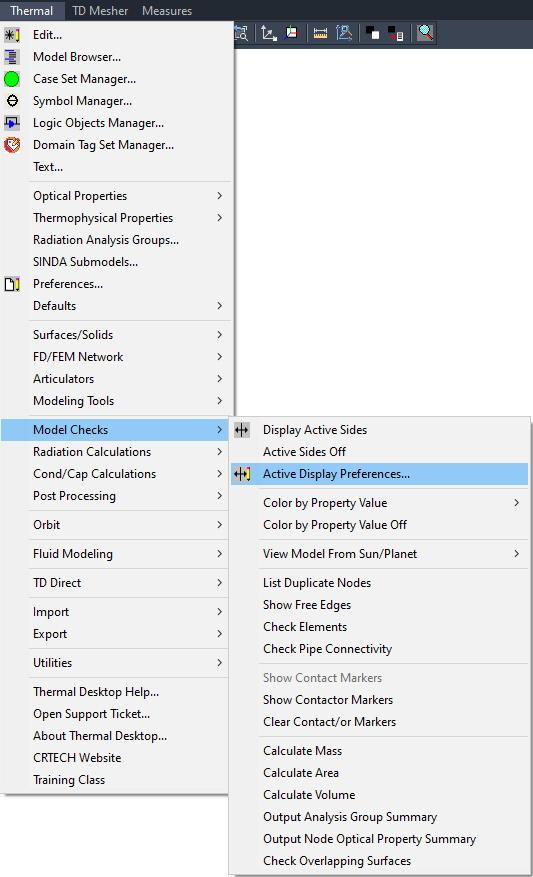 Thermal TD Mesher Measures
Edit...
Model Browser...
Case Set Manager...
Symbol Manager...
Logic Objects Manager...
Domain Tag Set Manager...
Text...
Optical Properties
Thermophysical Properties
Radiation Analysis Groups...
SINDA Submodels...
Preferences...
Defaults
Surfaces/Solids
FD/FEM Network
Articulators
Modeling Tools
Model Checks
Radiation Calculations
Cond/Cap Calculations
Post Processing
Orbit
Fluid Modeling
TD Direct
Import
Export
Utilities
Thermal Desktop Help...
Open Support Ticket...
About Thermal Desktop...
CRTECH Website
Training Class
Display Active Sides
Active Sides Off
Active Display Preferences...
Color by Property Value
Color by Property Value Off
View Model From Sun/Planet
List Duplicate Nodes
Show Free Edges
Check Elements
Check Pipe Connectivity
Show Contact Markers
Show Contactor Markers
Clear Contact/or Markers
Calculate Mass
Calculate Area
Calculate Volume
Output Analysis Group Summary
Output Node Optical Property Summary
Check Overlapping Surfaces